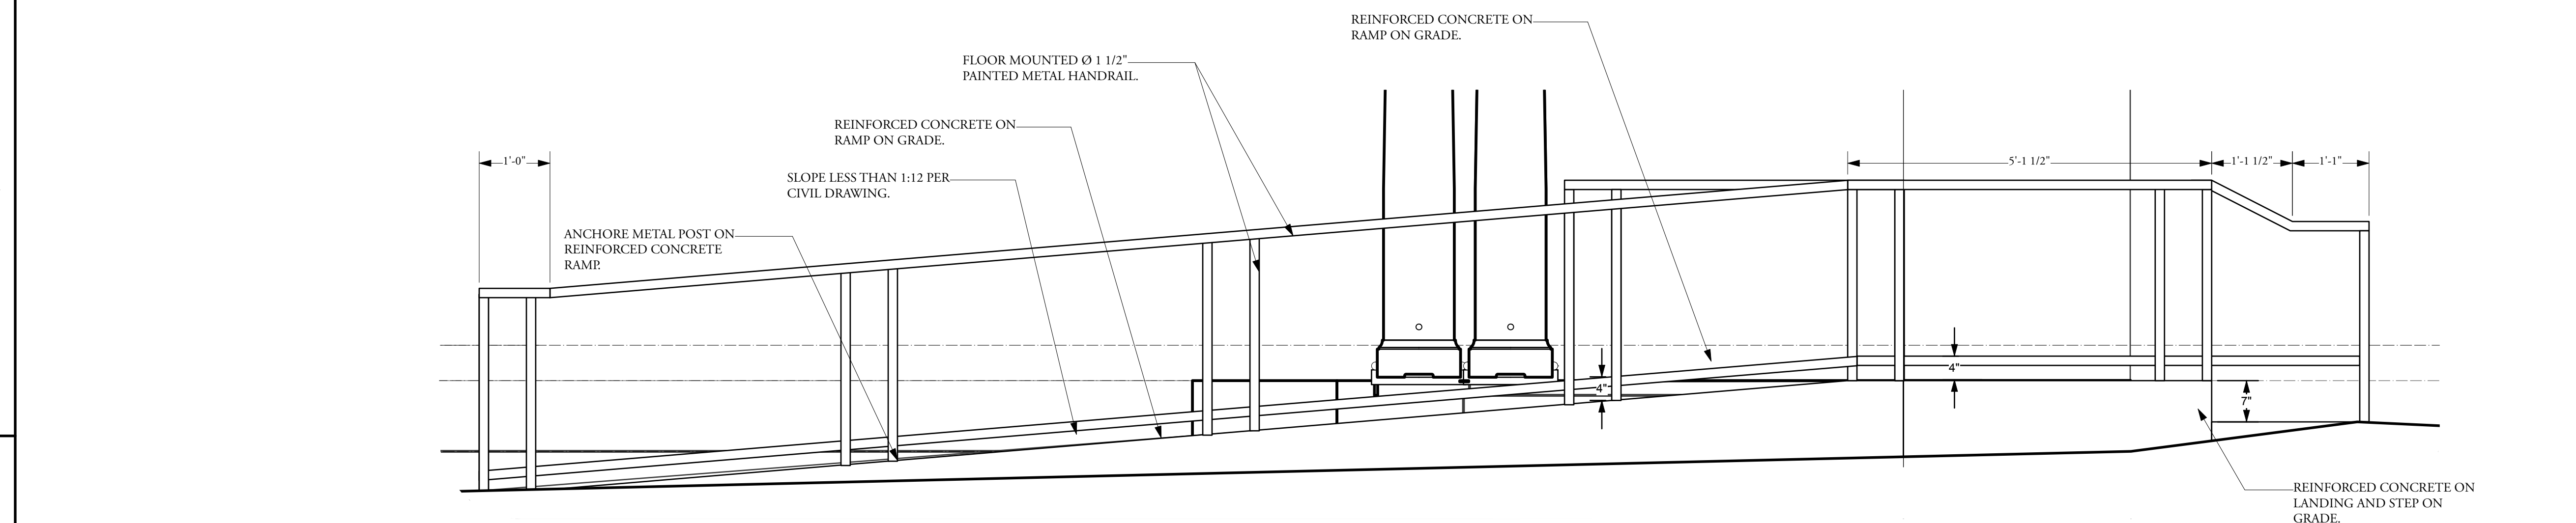 REINFORCED CONCRETE ON
RAMP ON GRADE.
FLOOR MOUNTED Ø 1 1/2"
PAINTED METAL HANDRAIL.
REINFORCED CONCRETE ON
RAMP ON GRADE.
1'-0"
5'-1 1/2"
1'-1 1/2"
1'-1"
SLOPE LESS THAN 1:12 PER
CIVIL DRAWING.
ANCHORE METAL POST ON
REINFORCED CONCRETE
RAMP.
4"
4"
7"
REINFORCED CONCRETE ON
LANDING AND STEP ON
GRADE.